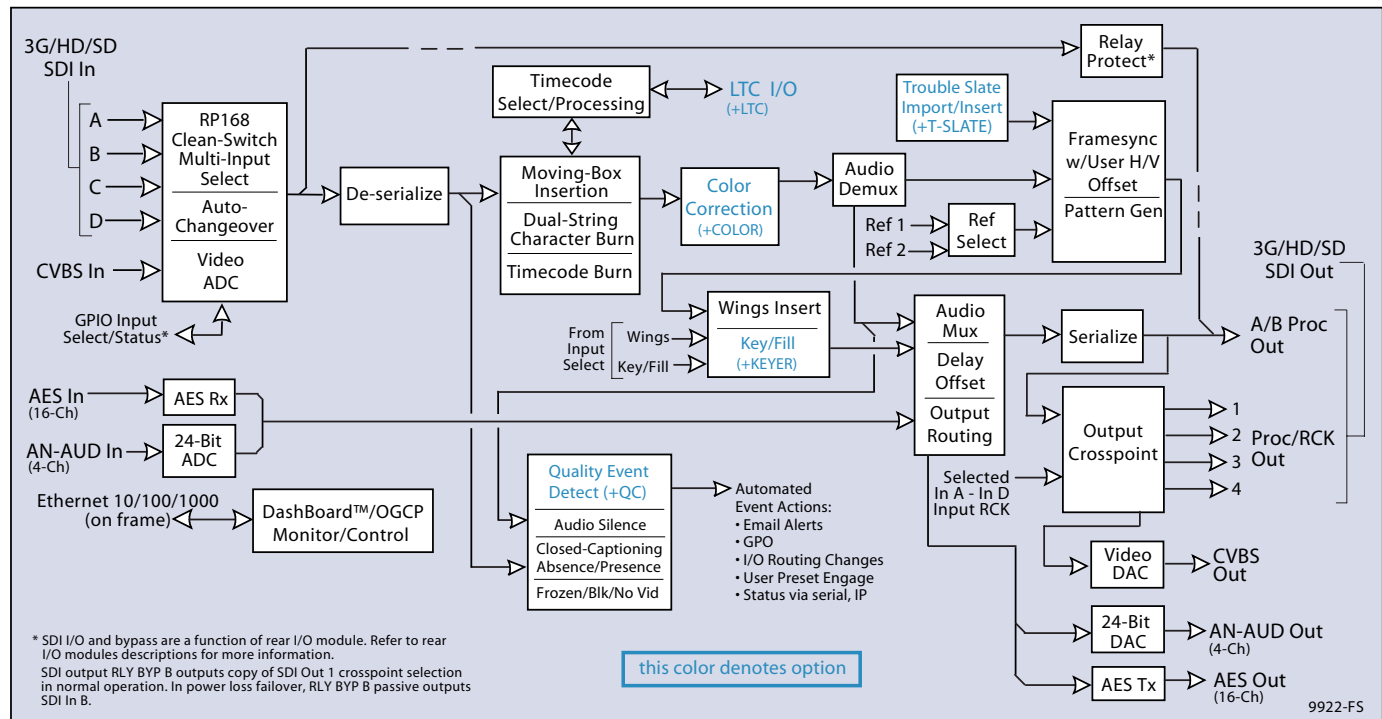 3G/HD/SD
SDI In
A
B
C
D
CVBS In
GPIO Input
Select/Status*
RP168
Clean-Switch
Multi-Input
Select
Auto-
Changeover
Video
ADC
De-serialize
Timecode
Select/Processing
LTC I/O
(+LTC)
Moving-Box
Insertion
Dual-String
Character Burn
Timecode Burn
Color
Correction
(+COLOR)
Audio
Demux
Trouble Slate
Import/Insert
(+T-SLATE)
Ref 1
Ref 2
Ref
Select
Framesync
w/User H/V
Offset
Pattern Gen
Relay
Protect*
From
Input
Select
Wings
Key/Fill
Wings Insert
Key/Fill
(+KEYER)
Audio
Mux
Delay
Offset
Output
Routing
Serialize
3G/HD/SD
SDI Out
A/B Proc
Out
AES In
(16-Ch)
AES Rx
AN-AUD In
(4-Ch)
24-Bit
ADC
Ethernet 10/100/1000
(on frame)
DashBoard™/OGCP
Monitor/Control
Quality Event
Detect (+QC)
Audio Silence
Closed-Captioning
Absence/Presence
Frozen/Blk/No Vid
Automated
Event Actions:
• Email Alerts
• GPO
• I/O Routing Changes
• User Preset Engage
• Status via serial, IP
Selected
In A - In D
Input RCK
Output
Crosspoint
1
2
3
4
Proc/RCK
Out
Video
DAC
CVBS
Out
24-Bit
DAC
AN-AUD Out
(4-Ch)
AES Tx
AES Out
(16-Ch)
* SDI I/O and bypass are a function of rear I/O module. Refer to rear
I/O modules descriptions for more information.
SDI output RLY BYP B outputs copy of SDI Out 1 crosspoint selection
in normal operation. In power loss failover, RLY BYP B passive outputs
SDI In B.
this color denotes option
9922-FS